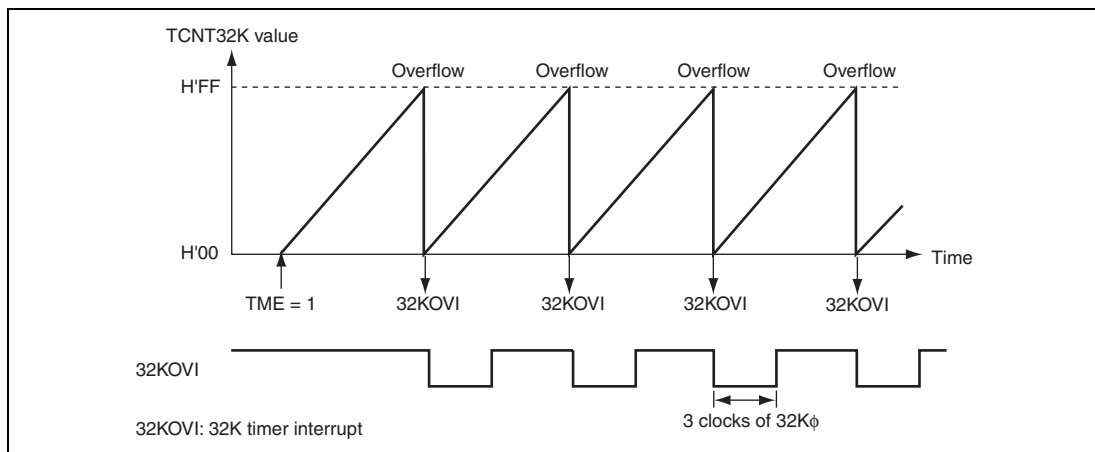 TCNT32K value
Overflow Overflow Overflow Overflow
H'FF
H'00
Time
TME = 1 32KOVI 32KOVI 32KOVI 32KOVI
32KOVI
3 clocks of 32Kϕ
32KOVI: 32K timer interrupt